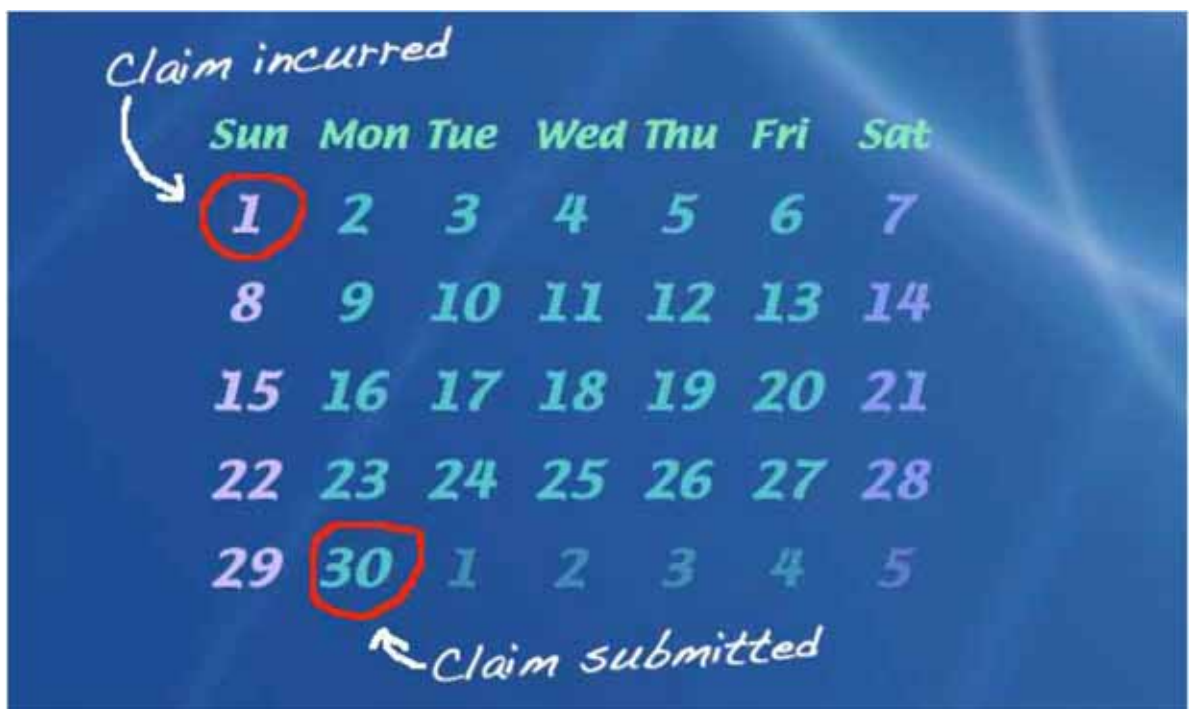 Claim incurred
Sun Mon Tue Wed Thu Fri Sat
1 2 3 4 5 6 7
8 9 10 11 12 13 14
15 16 17 18 19 20 21
22 23 24 25 26 27 28
29 30 1 2 3 4 5
Claim submitted